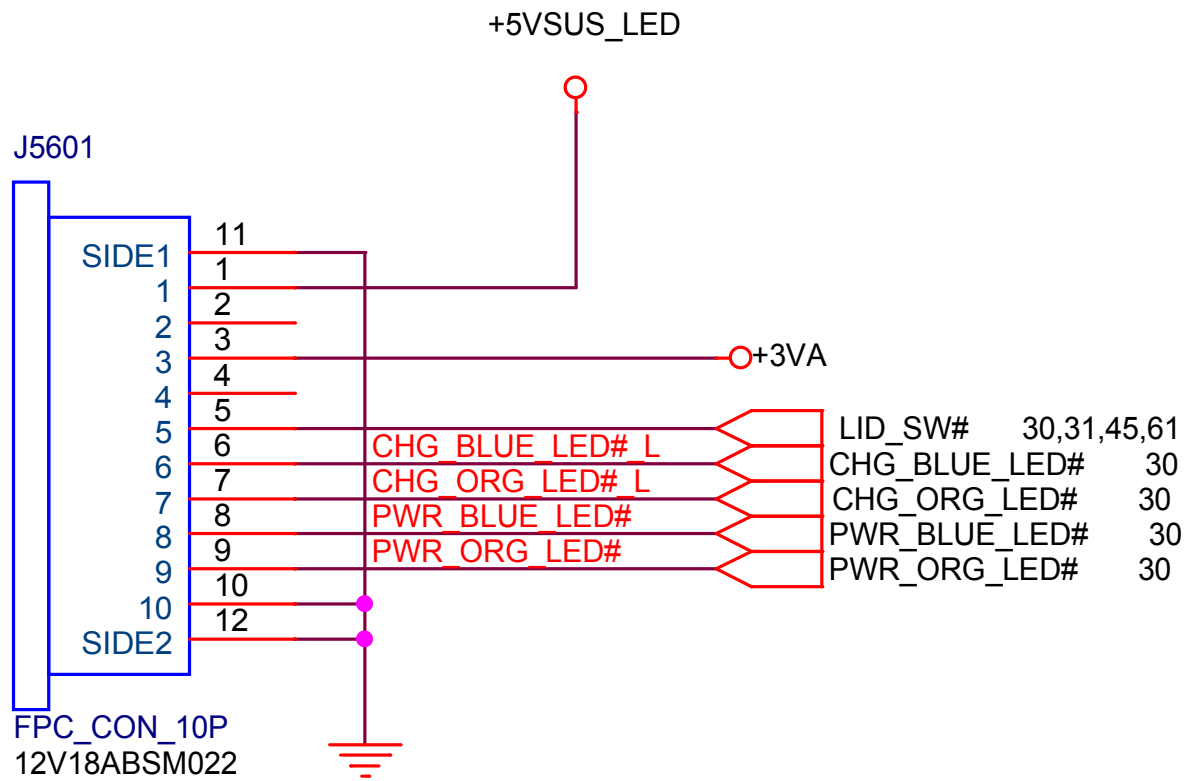 +5VSUS_LED
J5601
SIDE1 11
1 1
2 2
3 3 +3VA
4 4
5 5 LID_SW# 30,31,45,61
6 6 CHG_BLUE_LED#_L CHG_BLUE_LED# 30
7 7 CHG_ORG_LED#_L CHG_ORG_LED# 30
8 8 PWR_BLUE_LED# PWR_BLUE_LED# 30
9 9 PWR_ORG_LED# PWR_ORG_LED# 30
10 10
SIDE2 12
FPC_CON_10P
12V18ABSM022